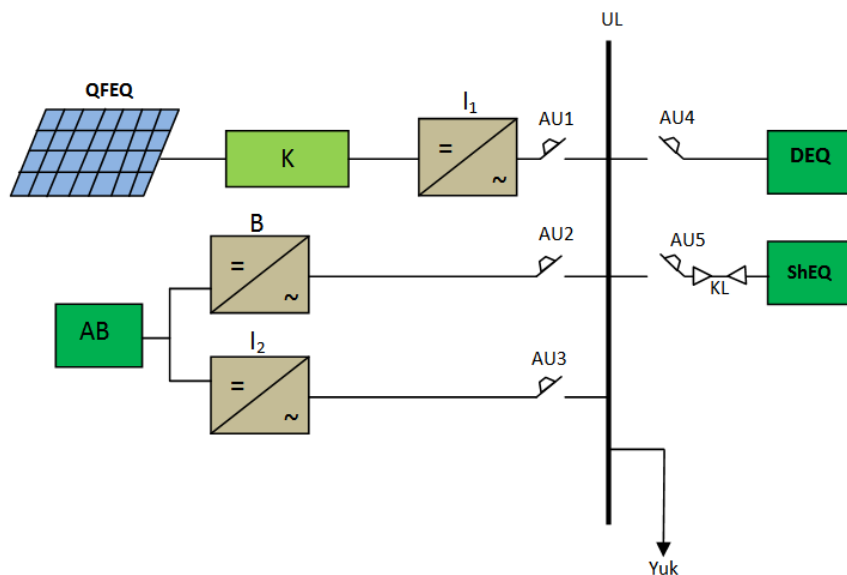 UL
QFEQ
I₁
AU1
AU4
K
=
~
DEQ
B
AU2
AU5
=
~
KL
ShEQ
AB
I₂
AU3
=
~
Yuk